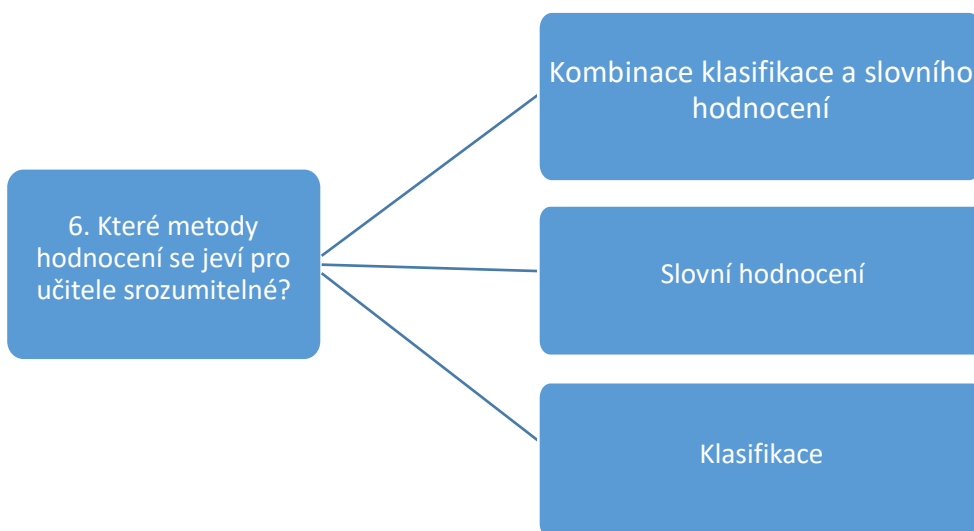 6. Které metody
hodnocení se jeví pro
učitele srozumitelné?
Kombinace klasifikace a slovního
hodnocení
Slovní hodnocení
Klasifikace